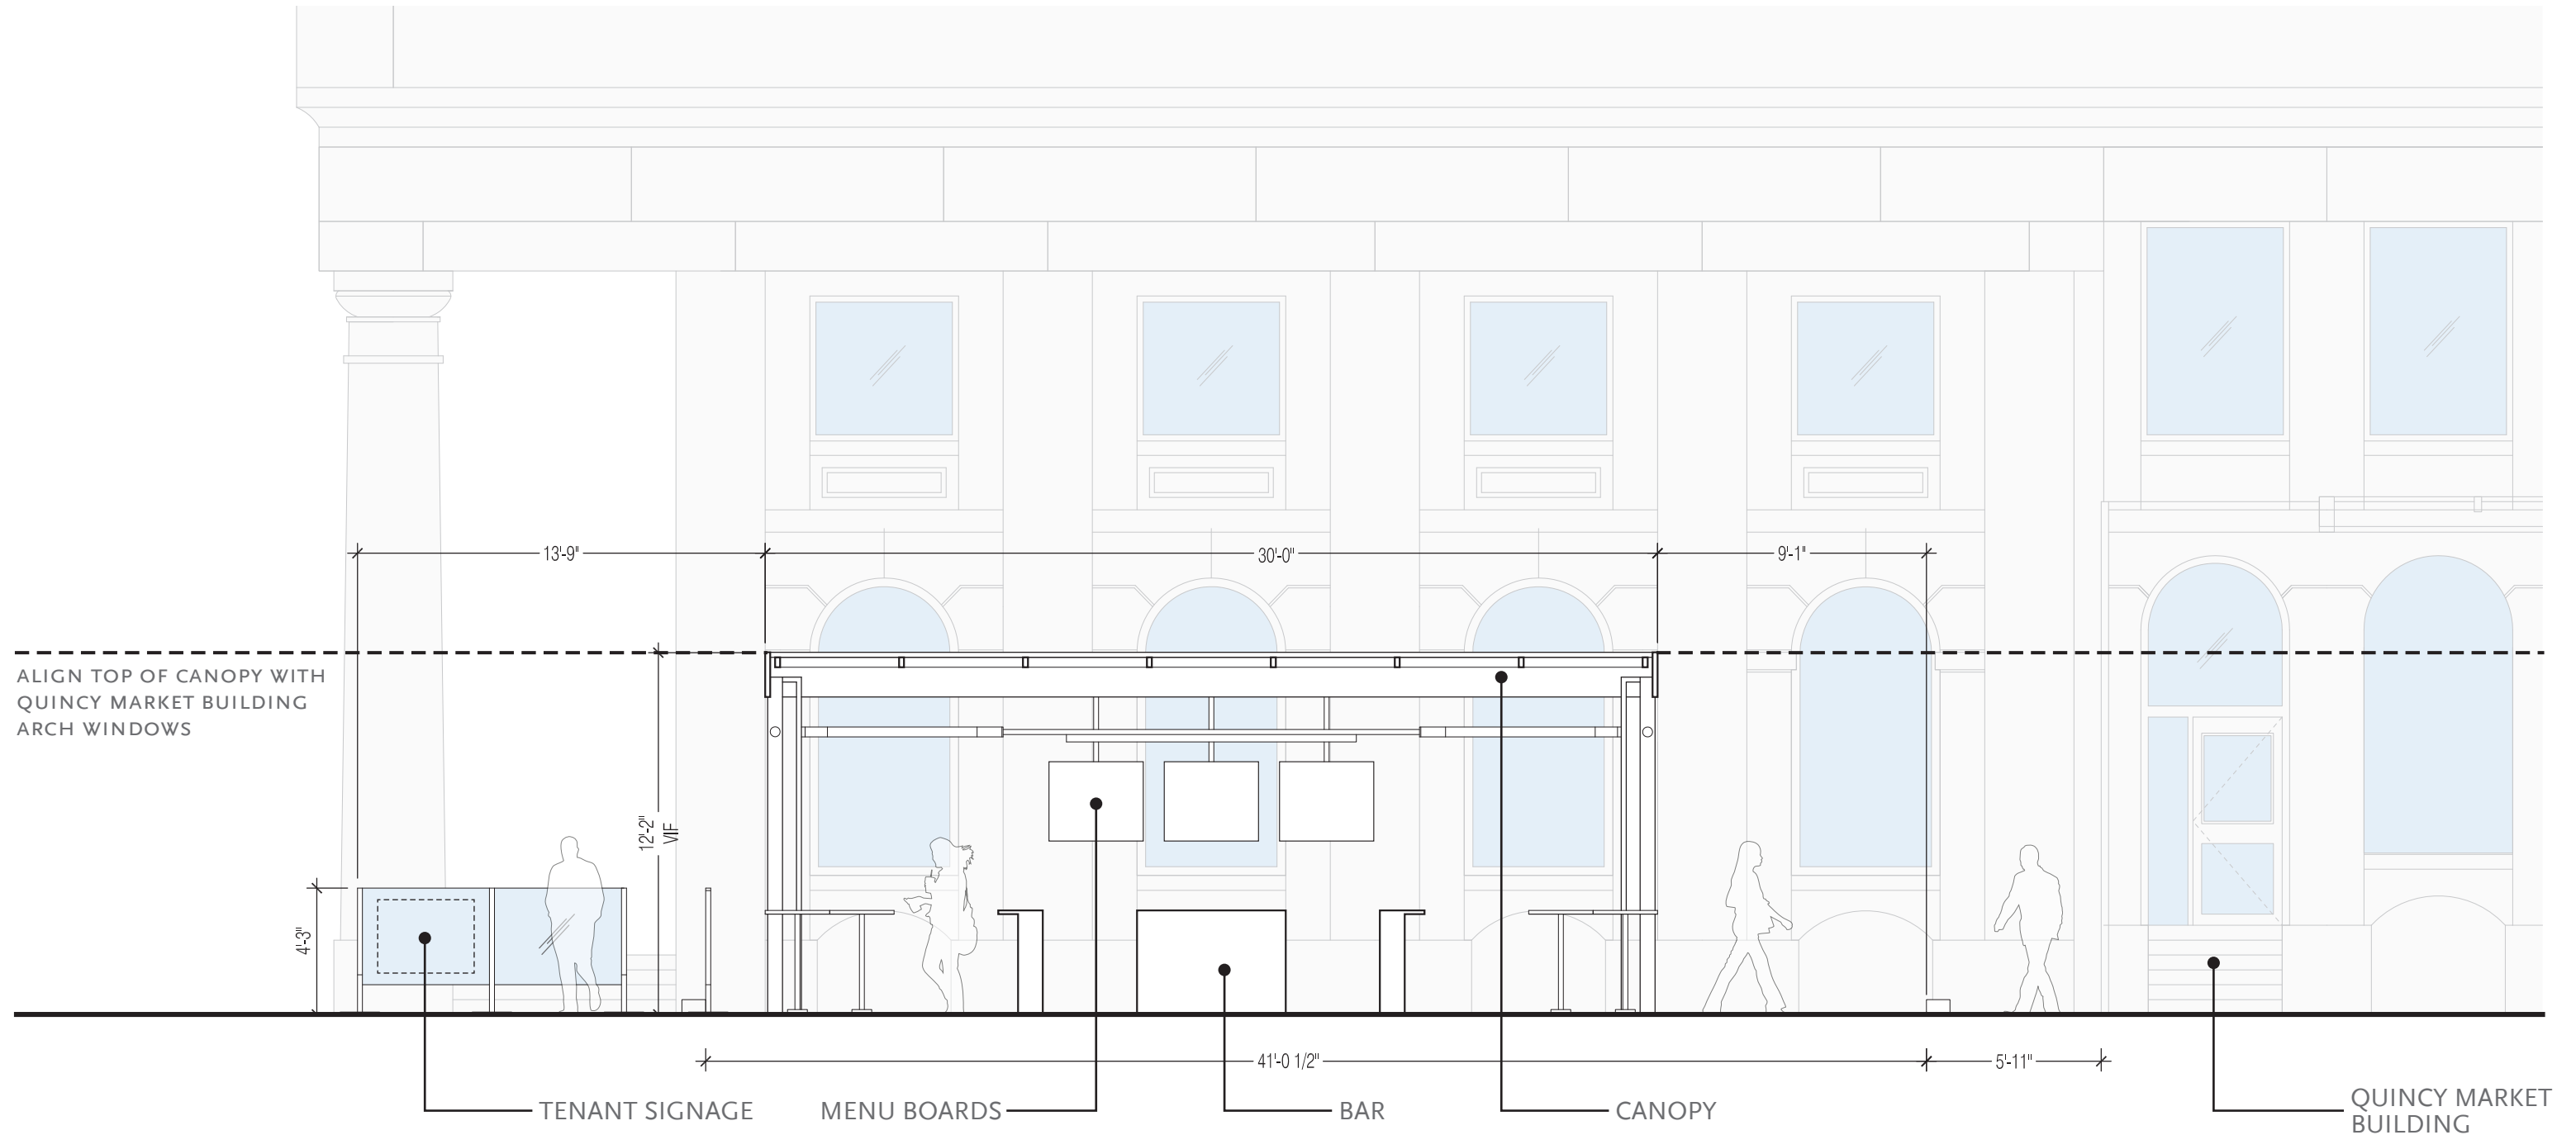 13'-9"
30'-0"
9'-1"
ALIGN TOP OF CANOPY WITH
QUINCY MARKET BUILDING
ARCH WINDOWS
12'-2"
VIF
4'-3"
41'-0 1/2"
5'-11"
TENANT SIGNAGE
MENU BOARDS
BAR
CANOPY
QUINCY MARKET
BUILDING